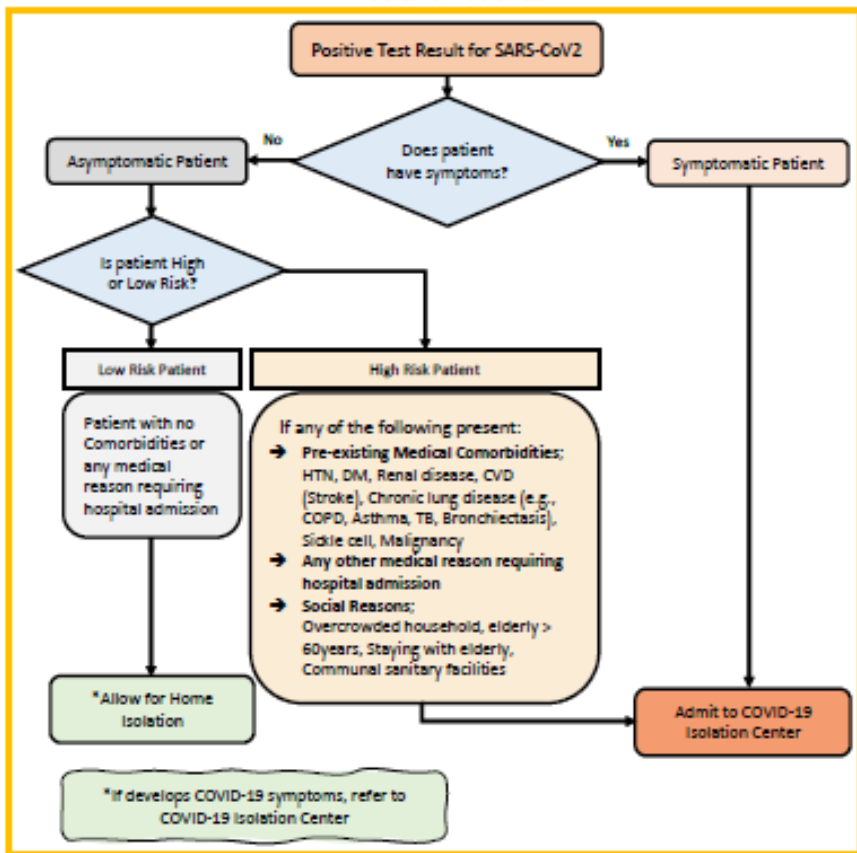 Positive Test Result for SARS-CoV2
No
Yes
Does patient
have symptoms?
Asymptomatic Patient
Symptomatic Patient
Is patient High
or Low Risk?
Low Risk Patient
High Risk Patient
Patient with no
Comorbidities or
any medical
reason requiring
hospital admission
If any of the following present:
➔ Pre-existing Medical Comorbidities;
HTN, DM, Renal disease, CVD
(Stroke), Chronic lung disease (e.g.,
COPD, Asthma, TB, Bronchiectasis),
Sickle cell, Malignancy
➔ Any other medical reason requiring
hospital admission
➔ Social Reasons;
Overcrowded household, elderly >
60years, Staying with elderly,
Communal sanitary facilities
*Allow for Home
Isolation
Admit to COVID-19
Isolation Center
*If develops COVID-19 symptoms, refer to
COVID-19 Isolation Center